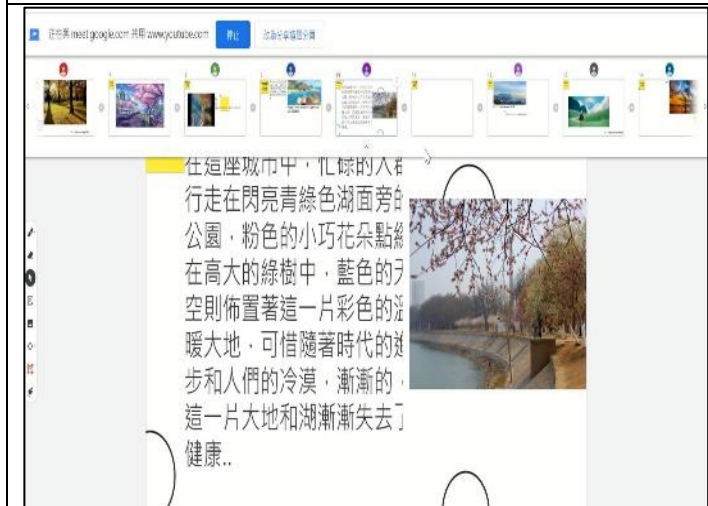 正在與 meet.google.com 共用 www.youtube.com 停止
在這座城市中，忙碌的人群
行走在閃亮青綠色湖面旁的
公園，粉色的小巧花朵點綴
在高大的綠樹中，藍色的天
空則佈置著這一片彩色的溫
暖大地，可惜隨著時代的進
步和人們的冷漠，漸漸的，
這一片大地和湖漸漸失去了
健康..